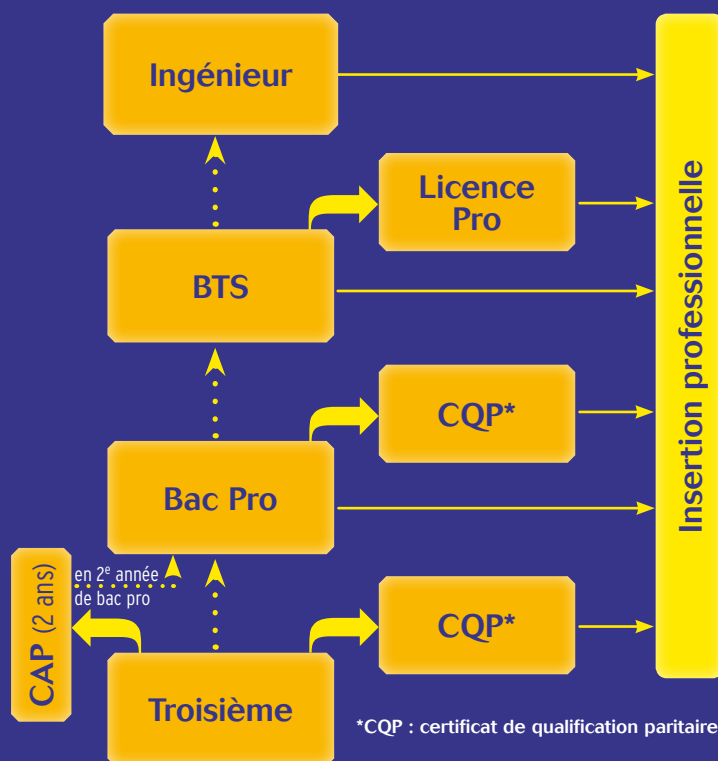 Ingénieur
Licence
Pro
BTS
CQP*
Bac Pro
en 2e année
de bac pro
CAP (2 ans)
CQP*
Troisième
Insertion professionnelle
*CQP : certificat de qualification paritaire